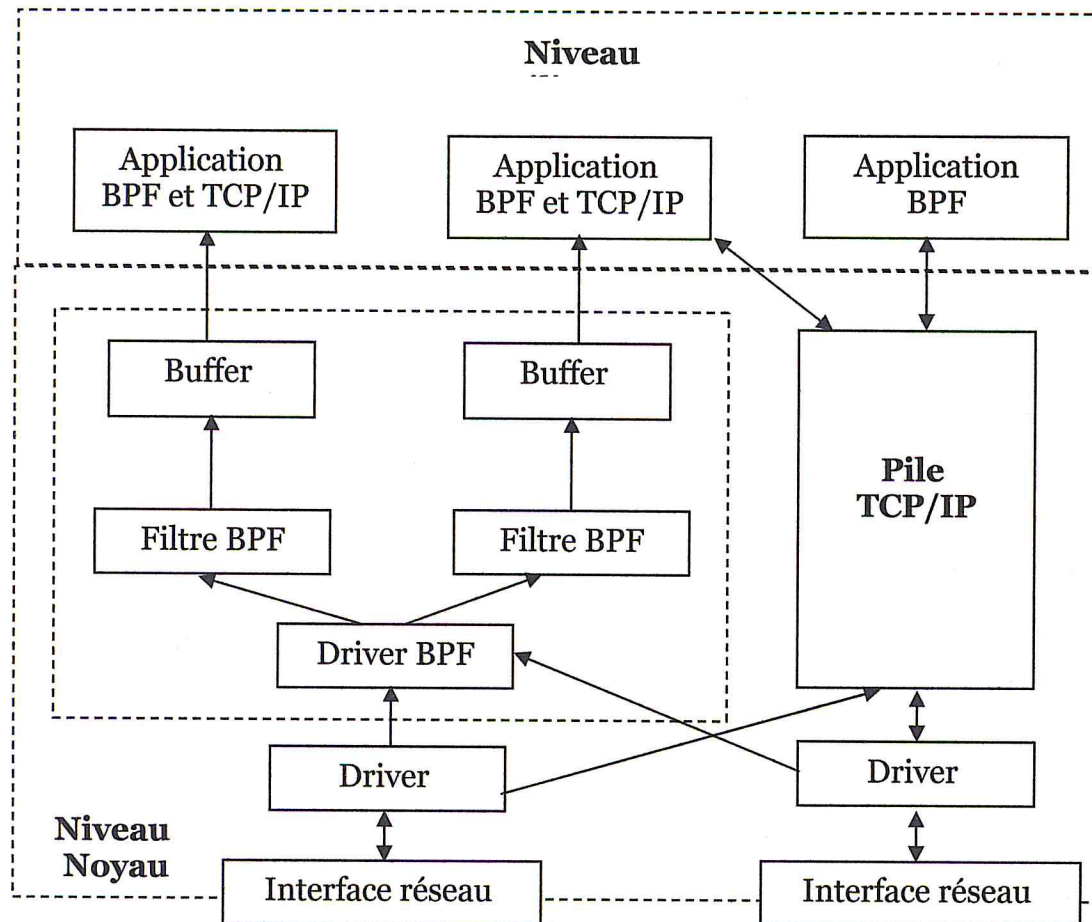 Niveau
Application
BPF et TCP/IP
Application
BPF et TCP/IP
Application
BPF
Buffer
Buffer
Pile
TCP/IP
Filtre BPF
Filtre BPF
Driver BPF
Driver
Driver
Niveau
Noyau
Interface réseau
Interface réseau